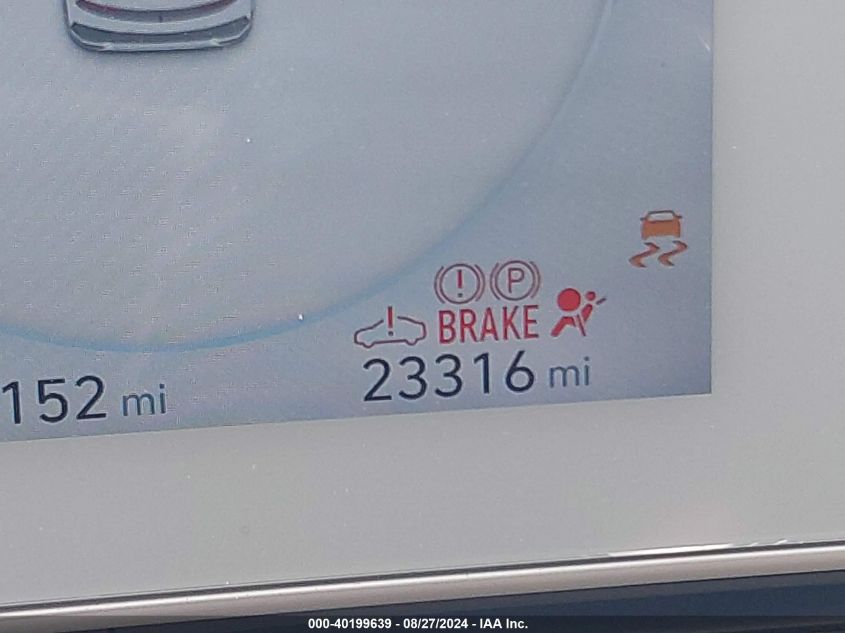 P
BRAKE
152 mi 23316 mi
000-40199639 - 08/27/2024 - IAA Inc.